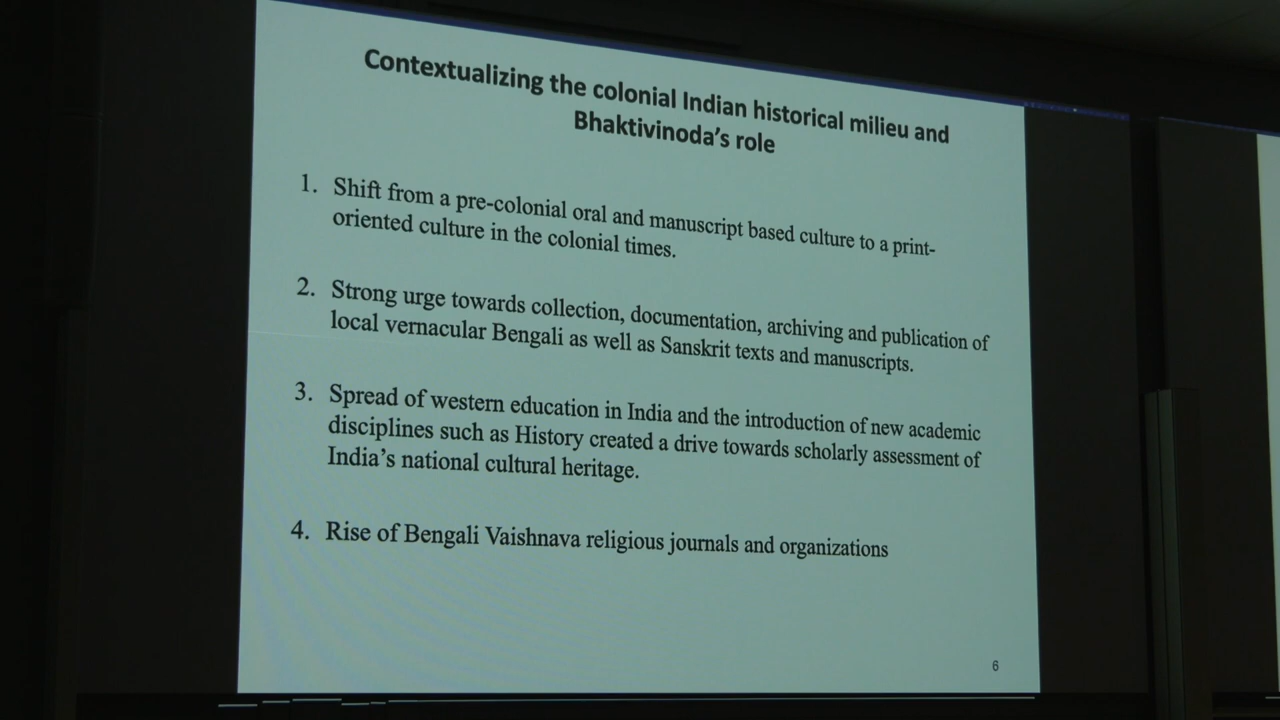 Contextualizing the colonial Indian historical milieu and
Bhaktivinoda's role
1. Shift from a pre-colonial oral and manuscript based culture to a print-
oriented culture in the colonial times.
2. Strong urge towards collection, documentation, archiving and publication of
local vernacular Bengali as well as Sanskrit texts and manuscripts.
3. Spread of western education in India and the introduction of new academic
disciplines such as History created a drive towards scholarly assessment of
India's national cultural heritage.
4. Rise of Bengali Vaishnava religious journals and organizations
6